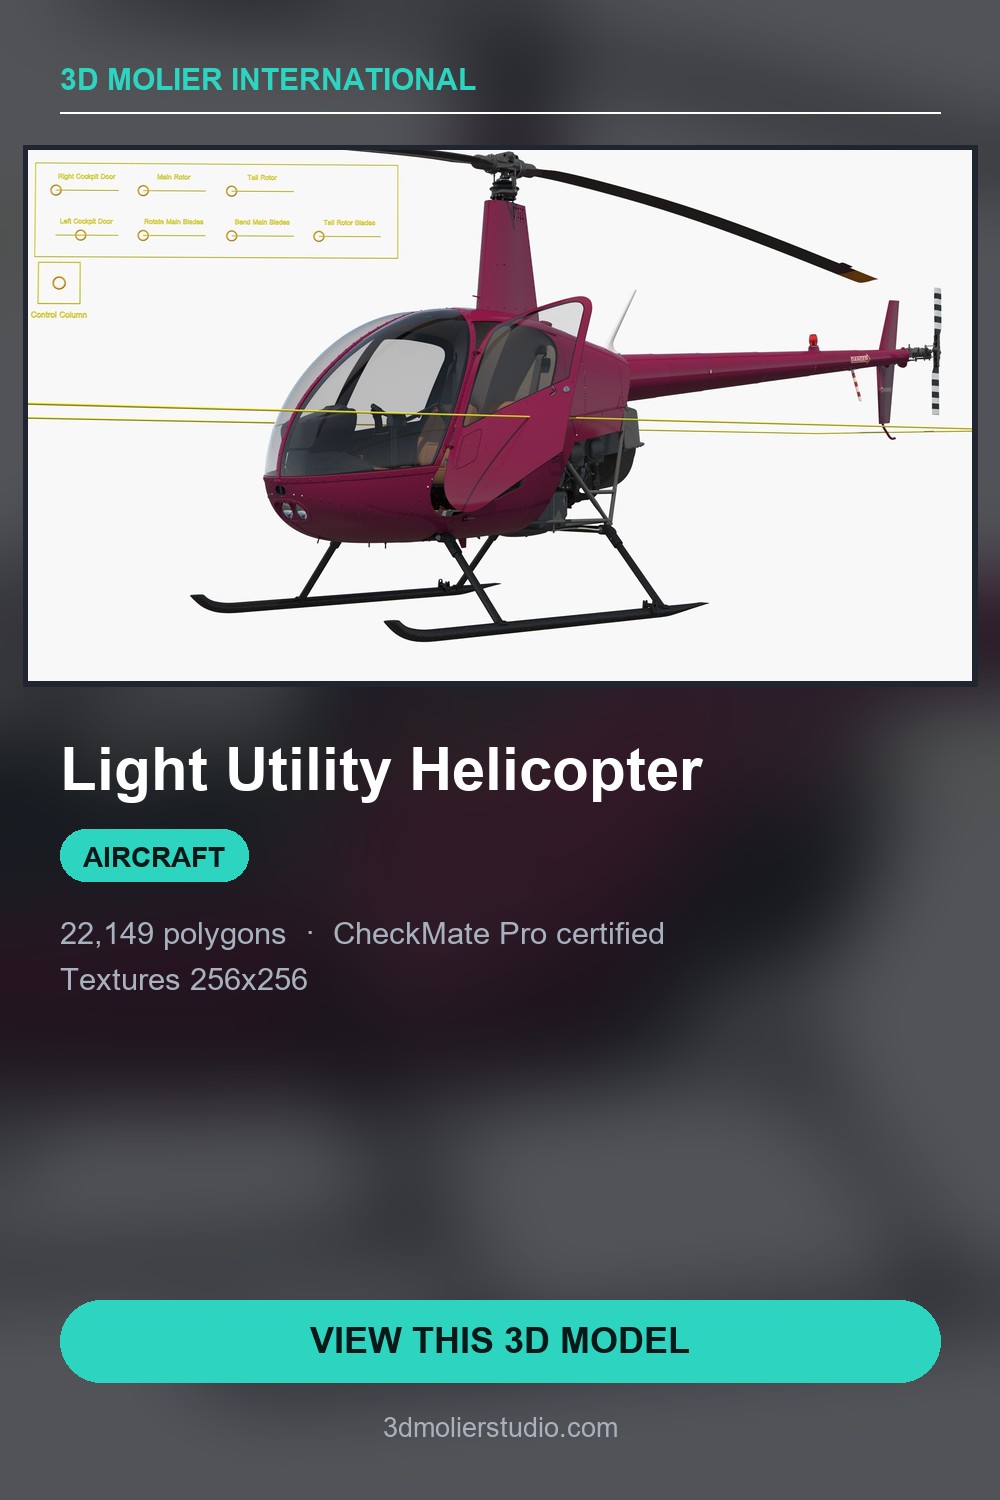 3D MOLIER INTERNATIONAL
Right Cockpit Door Main Rotor Tail Rotor
Left Cockpit Door Rotate Main Blades Bend Main Blades Tail Rotor Blades
Control Column
Light Utility Helicopter
AIRCRAFT
22,149 polygons · CheckMate Pro certified
Textures 256x256
VIEW THIS 3D MODEL
3dmolierstudio.com